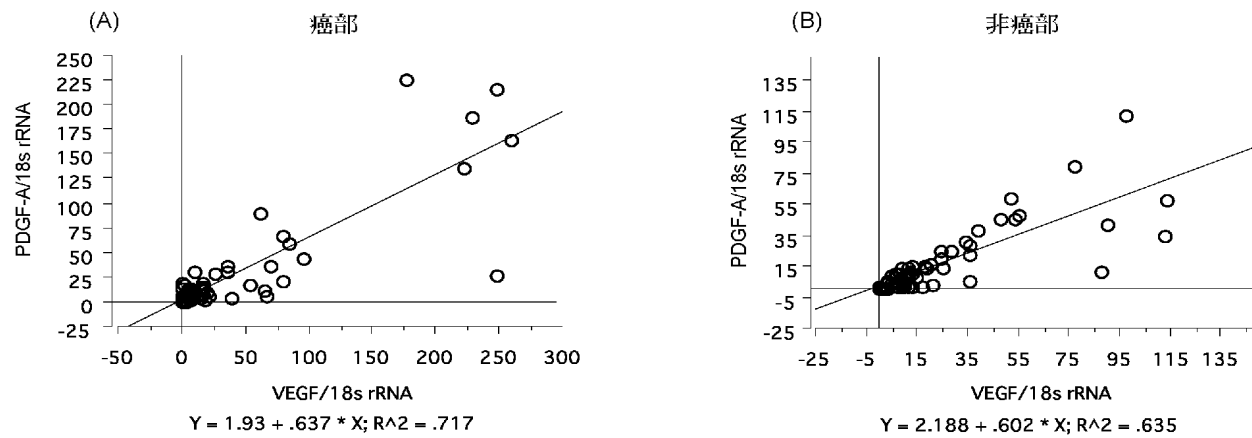 (A)
癌部
250
225
200
175
150
125
100
75
50
25
0
-25
PDGF-A/18s rRNA
-50 0 50 100 150 200 250 300
VEGF/18s rRNA
Y = 1.93 + .637 * X; R^2 = .717
(B)
非癌部
135
115
95
75
55
35
15
-5
-25
PDGF-A/18s rRNA
-25 -5 15 35 55 75 95 115 135
VEGF/18s rRNA
Y = 2.188 + .602 * X; R^2 = .635